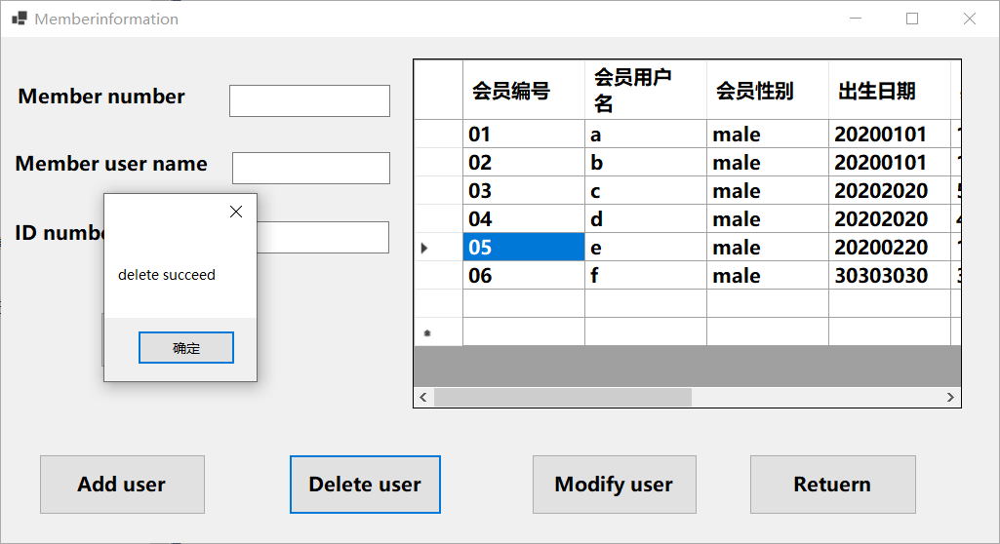 Memberinformation
Member number
Member user name
ID numbe
delete succeed
确定
会员编号 会员用户名 会员性别 出生日期
01 a male 20200101
02 b male 20200101
03 c male 20202020
04 d male 20202020
05 e male 20200220
06 f male 30303030
Add user Delete user Modify user Retuern